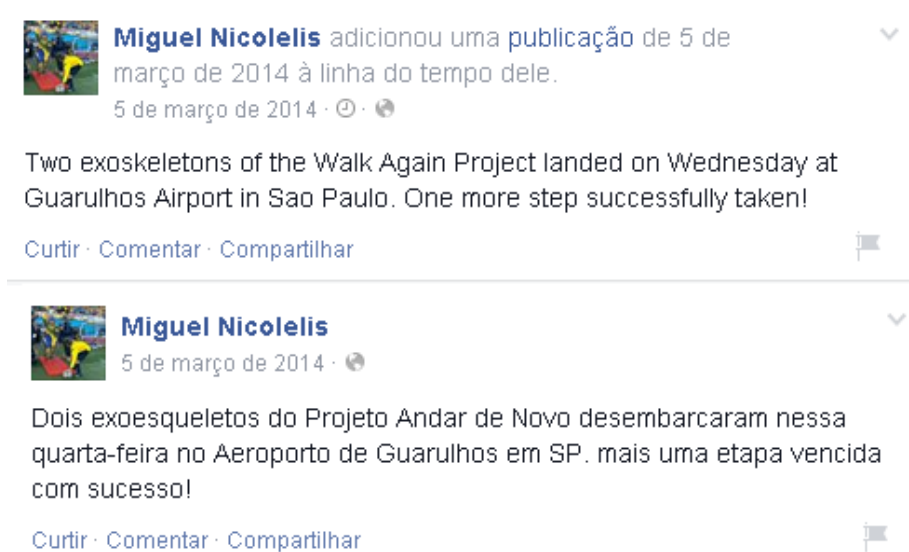 Miguel Nicolelis adicionou uma publicação de 5 de
março de 2014 à linha do tempo dele.
5 de março de 2014 ·
Two exoskeletons of the Walk Again Project landed on Wednesday at
Guarulhos Airport in Sao Paulo. One more step successfully taken!
Curtir · Comentar · Compartilhar
Miguel Nicolelis
5 de março de 2014 ·
Dois exoesqueletos do Projeto Andar de Novo desembarcaram nessa
quarta-feira no Aeroporto de Guarulhos em SP. mais uma etapa vencida
com sucesso!
Curtir · Comentar · Compartilhar